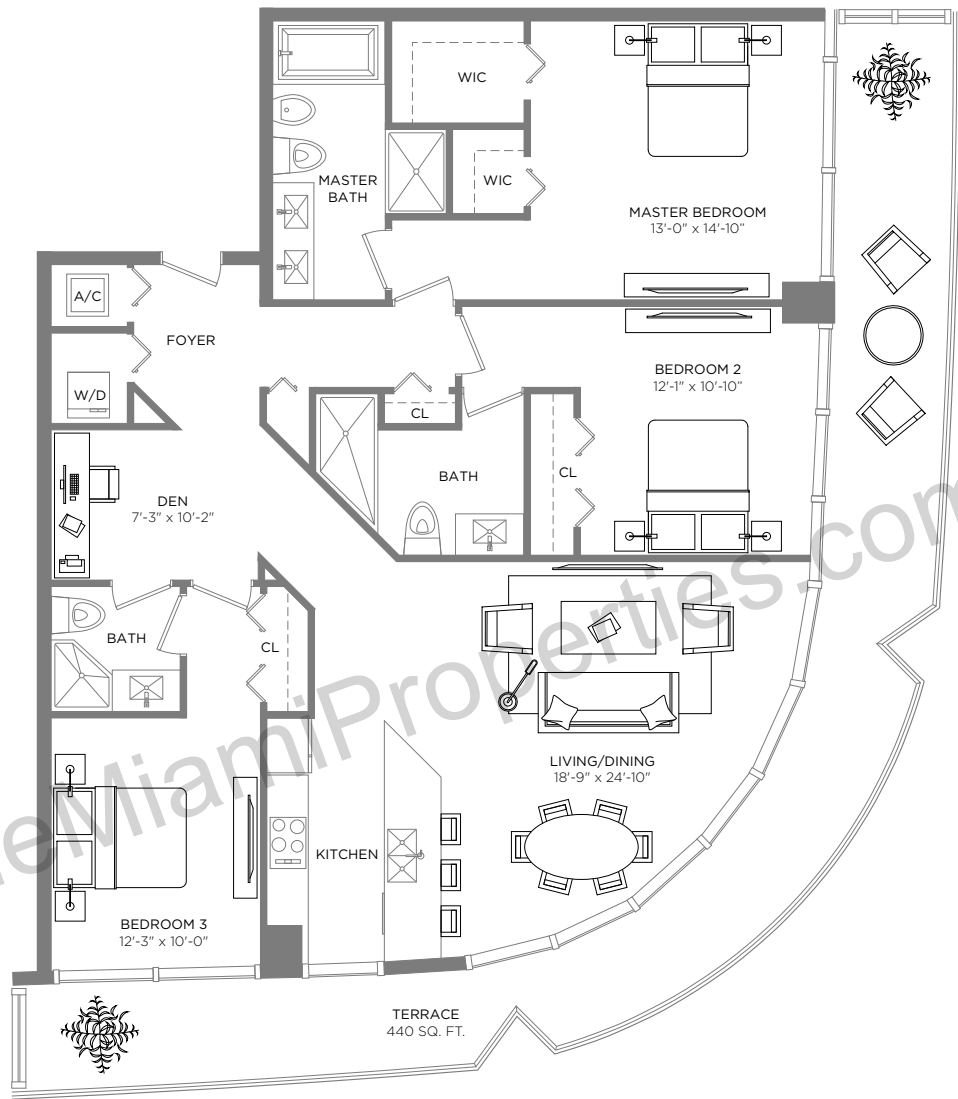 WIC
MASTER
BATH
WIC
MASTER BEDROOM
13'-0" x 14'-10"
A/C
FOYER
W/D
BEDROOM 2
12'-1" x 10'-10"
CL
BATH
CL
DEN
7'-3" x 10'-2"
BATH
CL
LIVING/DINING
18'-9" x 24'-10"
KITCHEN
BEDROOM 3
12'-3" x 10'-0"
TERRACE
440 SQ. FT.
eMiamiProperties.com